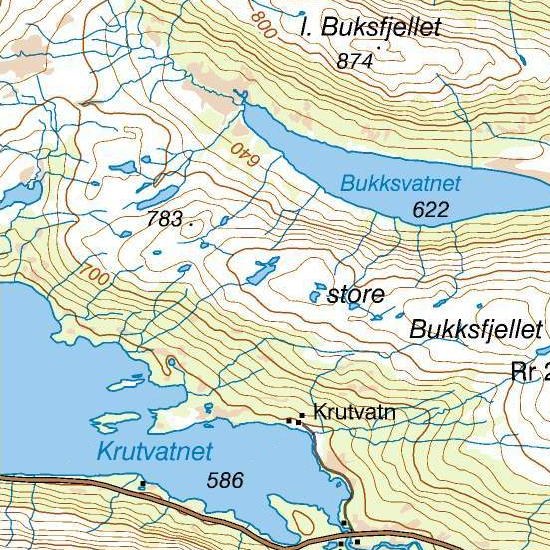 800
l. Buksfjellet
874
640
Bukksvatnet
622
783
700
store
Bukksfjellet
Rr 2
Krutvatn
Krutvatnet
586